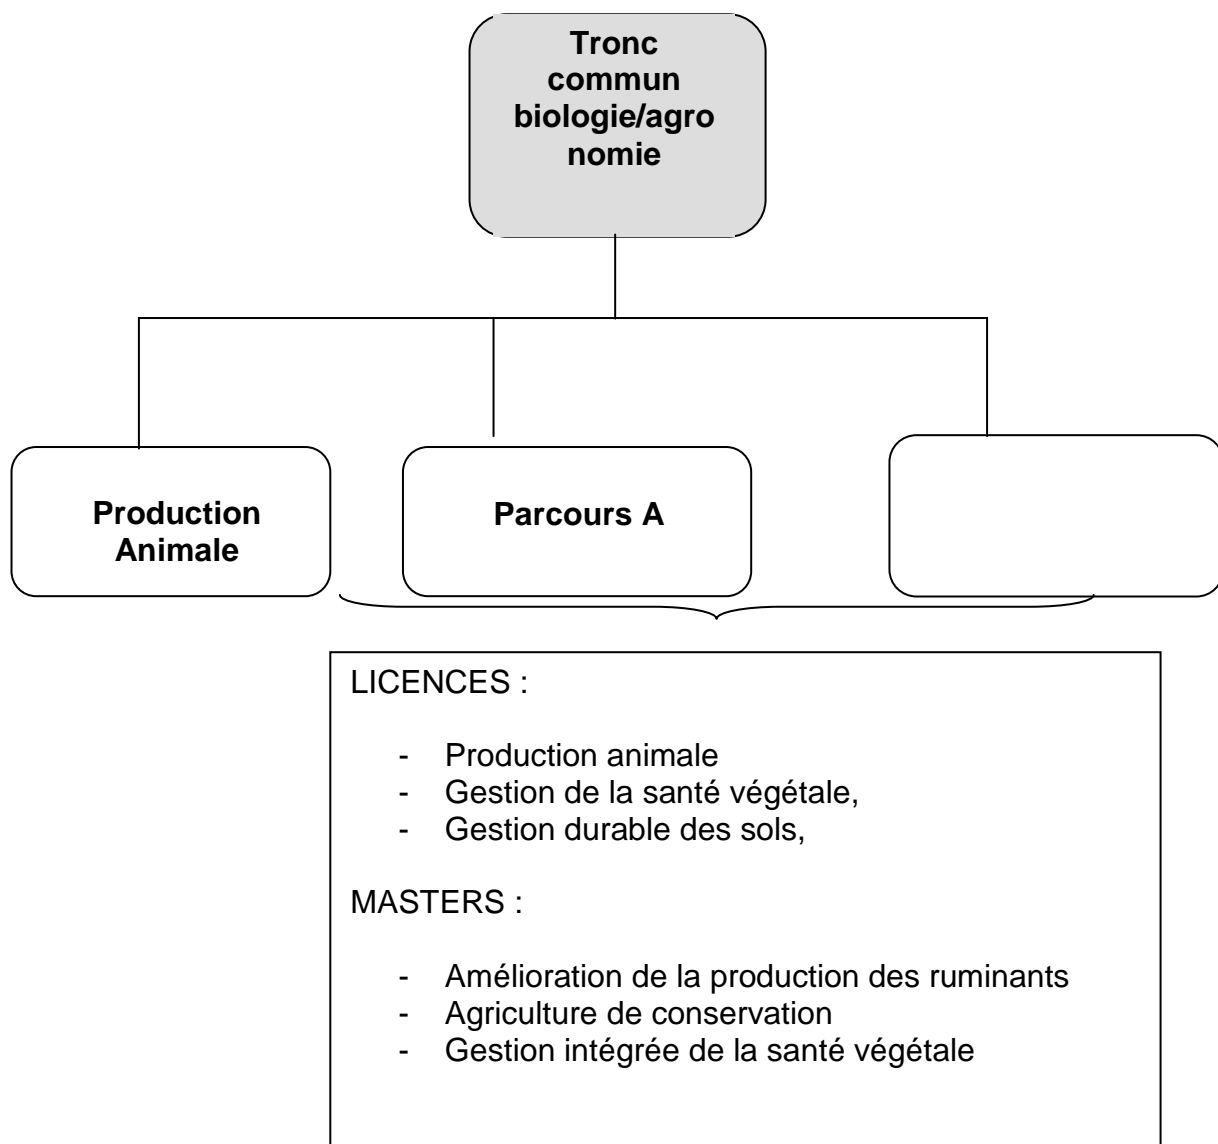 Tronc
commun
biologie/agro
nomie
Production
Animale
Parcours A
LICENCES :
- Production animale
- Gestion de la santé végétale,
- Gestion durable des sols,
MASTERS :
- Amélioration de la production des ruminants
- Agriculture de conservation
- Gestion intégrée de la santé végétale